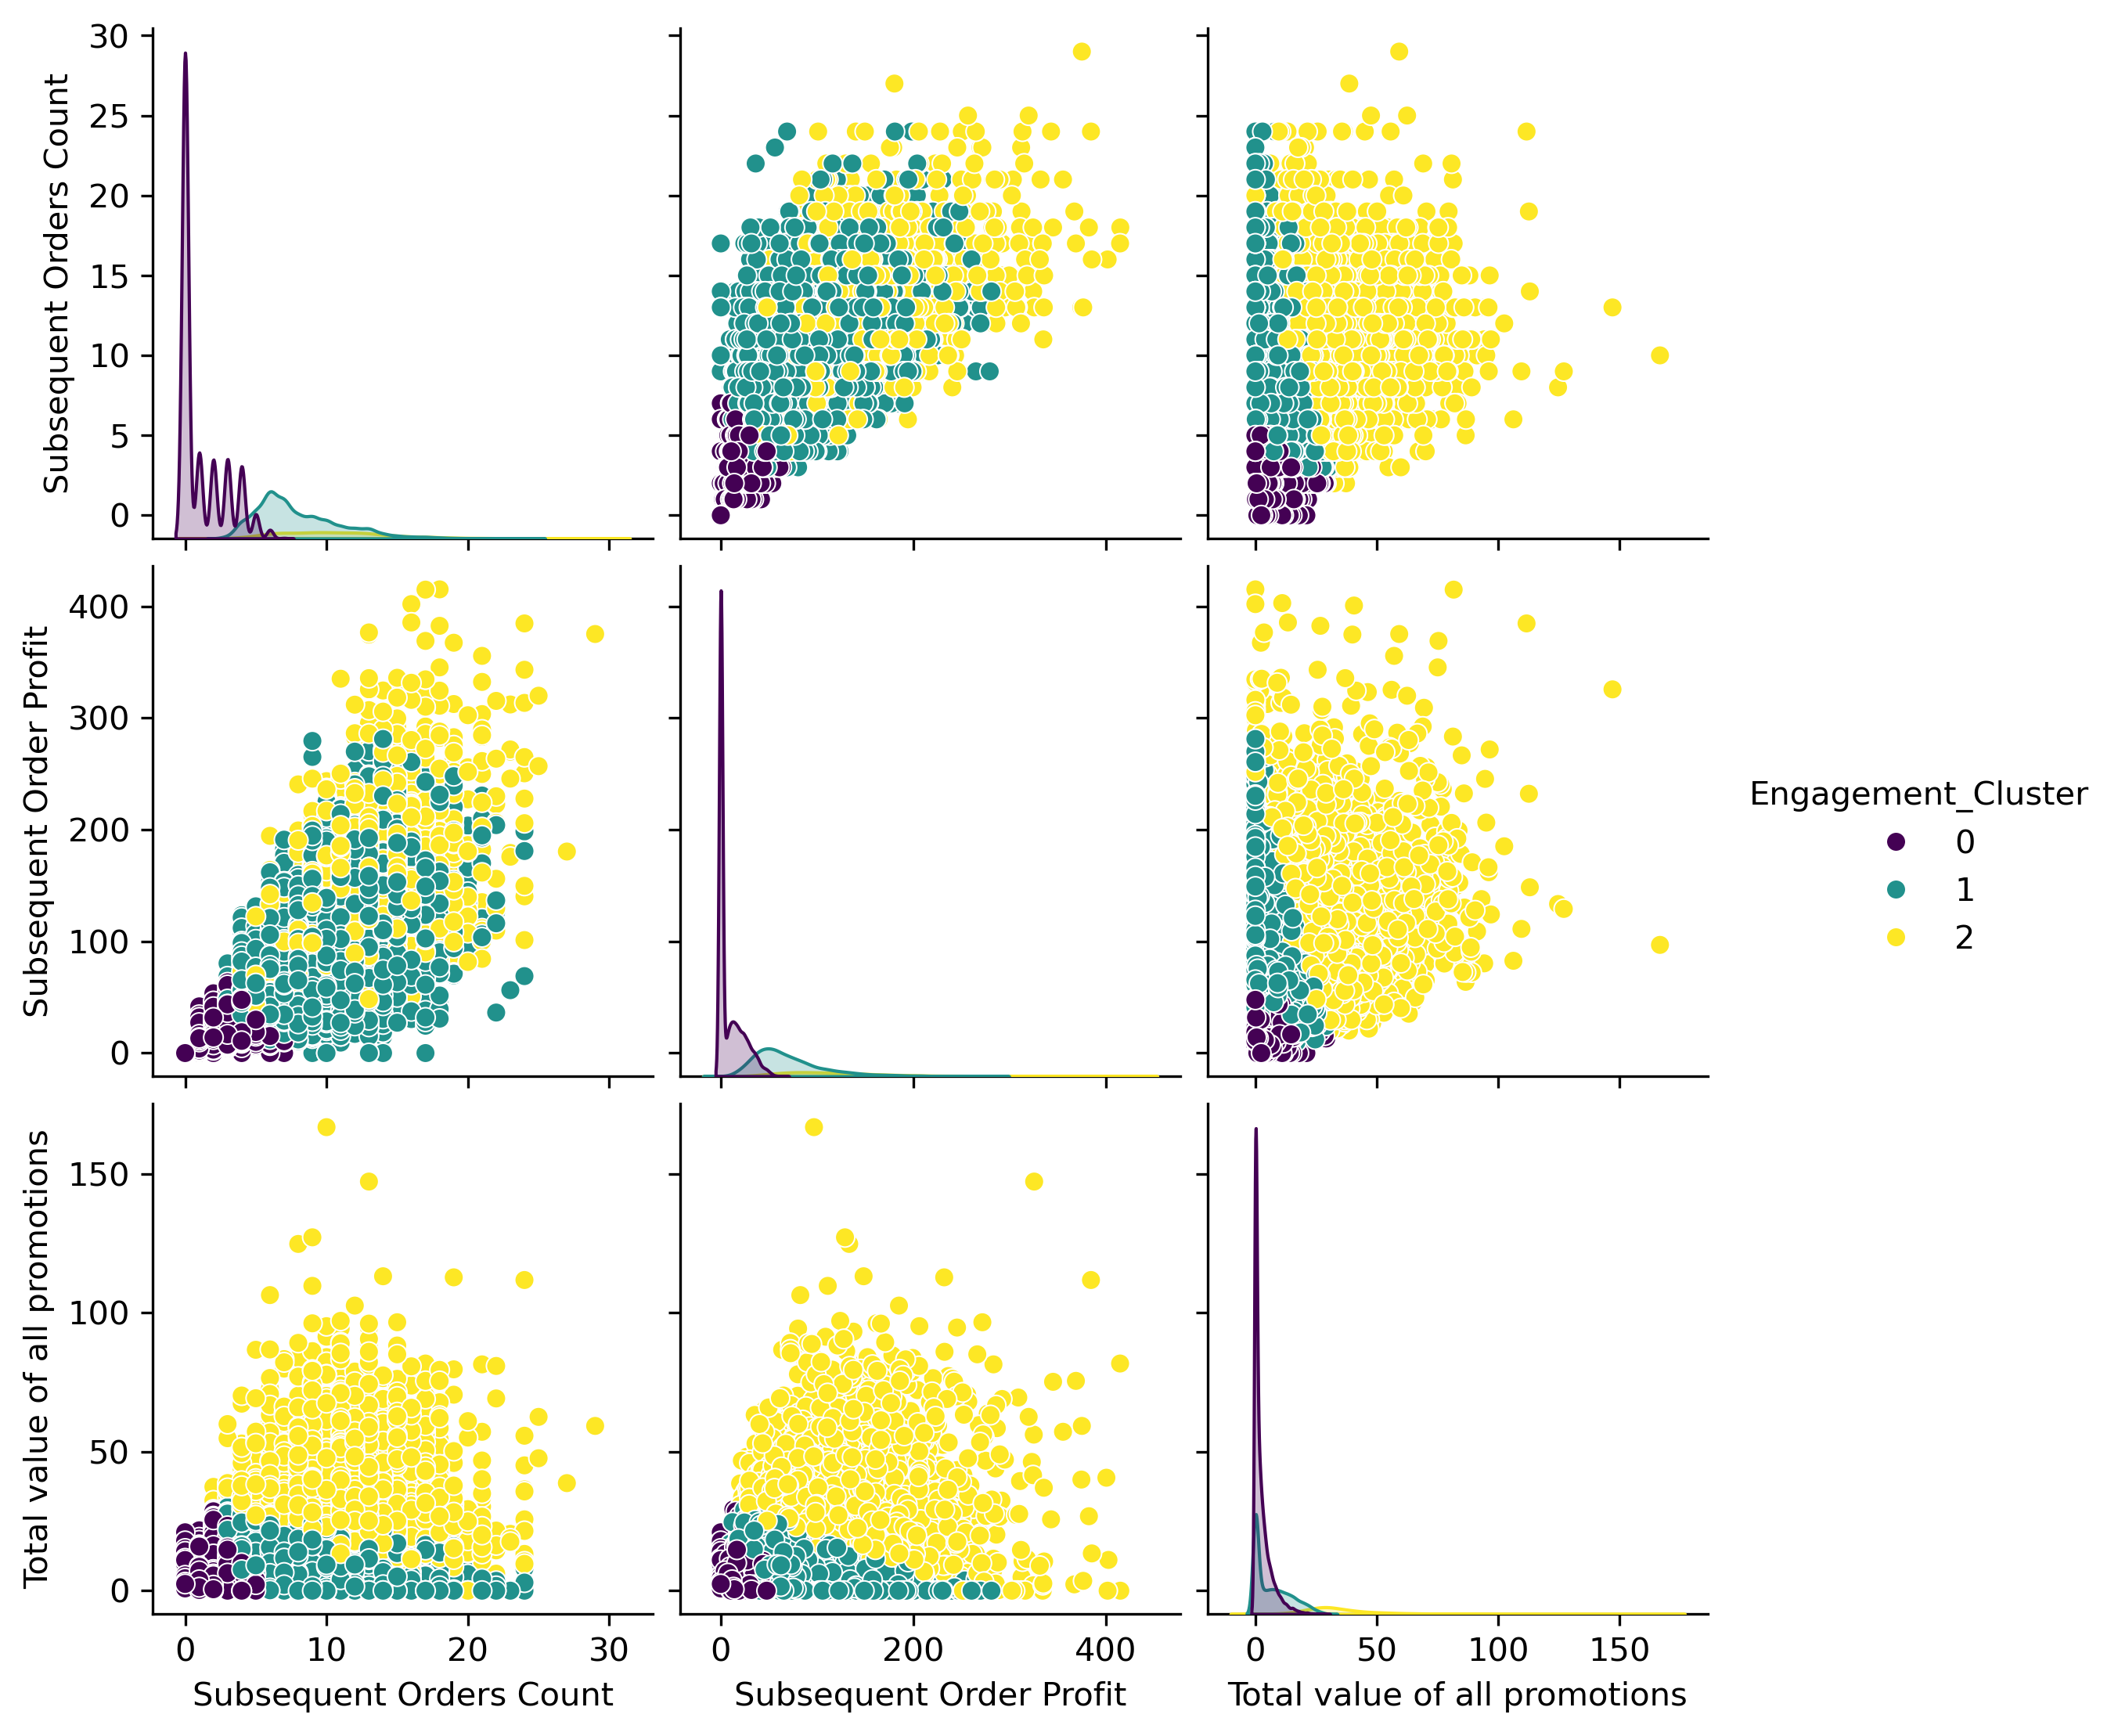 30
25
20
15
10
5
0
Subsequent Orders Count
400
300
200
100
0
Subsequent Order Profit
Engagement_Cluster
0
1
2
150
100
50
0
Total value of all promotions
0 10 20 30
Subsequent Orders Count
0 200 400
Subsequent Order Profit
0 50 100 150
Total value of all promotions